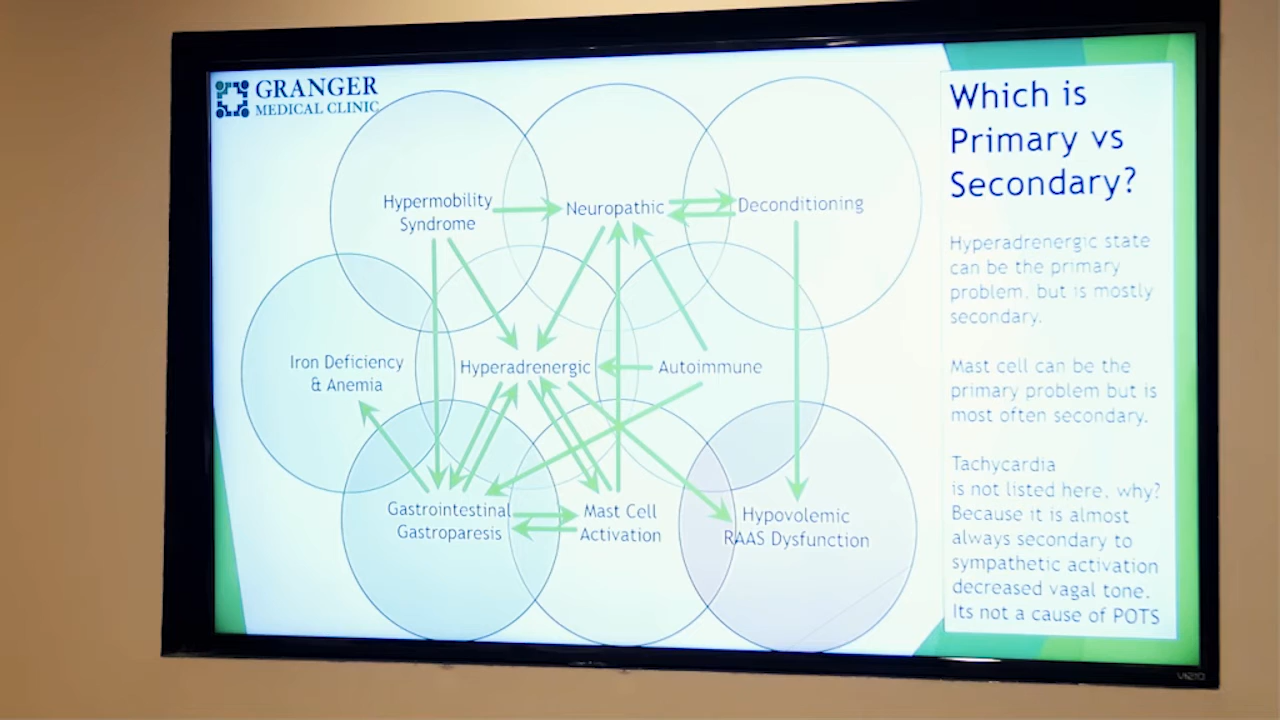 GRANGER
MEDICAL CLINIC
Hypermobility
Syndrome
Neuropathic
Deconditioning
Iron Deficiency
& Anemia
Hyperadrenergic
Autoimmune
Gastrointestinal
Gastroparesis
Mast Cell
Activation
Hypovolemic
RAAS Dysfunction
Which is
Primary vs
Secondary?
Hyperadrenergic state
can be the primary
problem, but is mostly
secondary.
Mast cell can be the
primary problem but is
most often secondary.
Tachycardia
is not listed here, why?
Because it is almost
always secondary to
sympathetic activation
decreased vagal tone.
Its not a cause of POTS
VIZIO